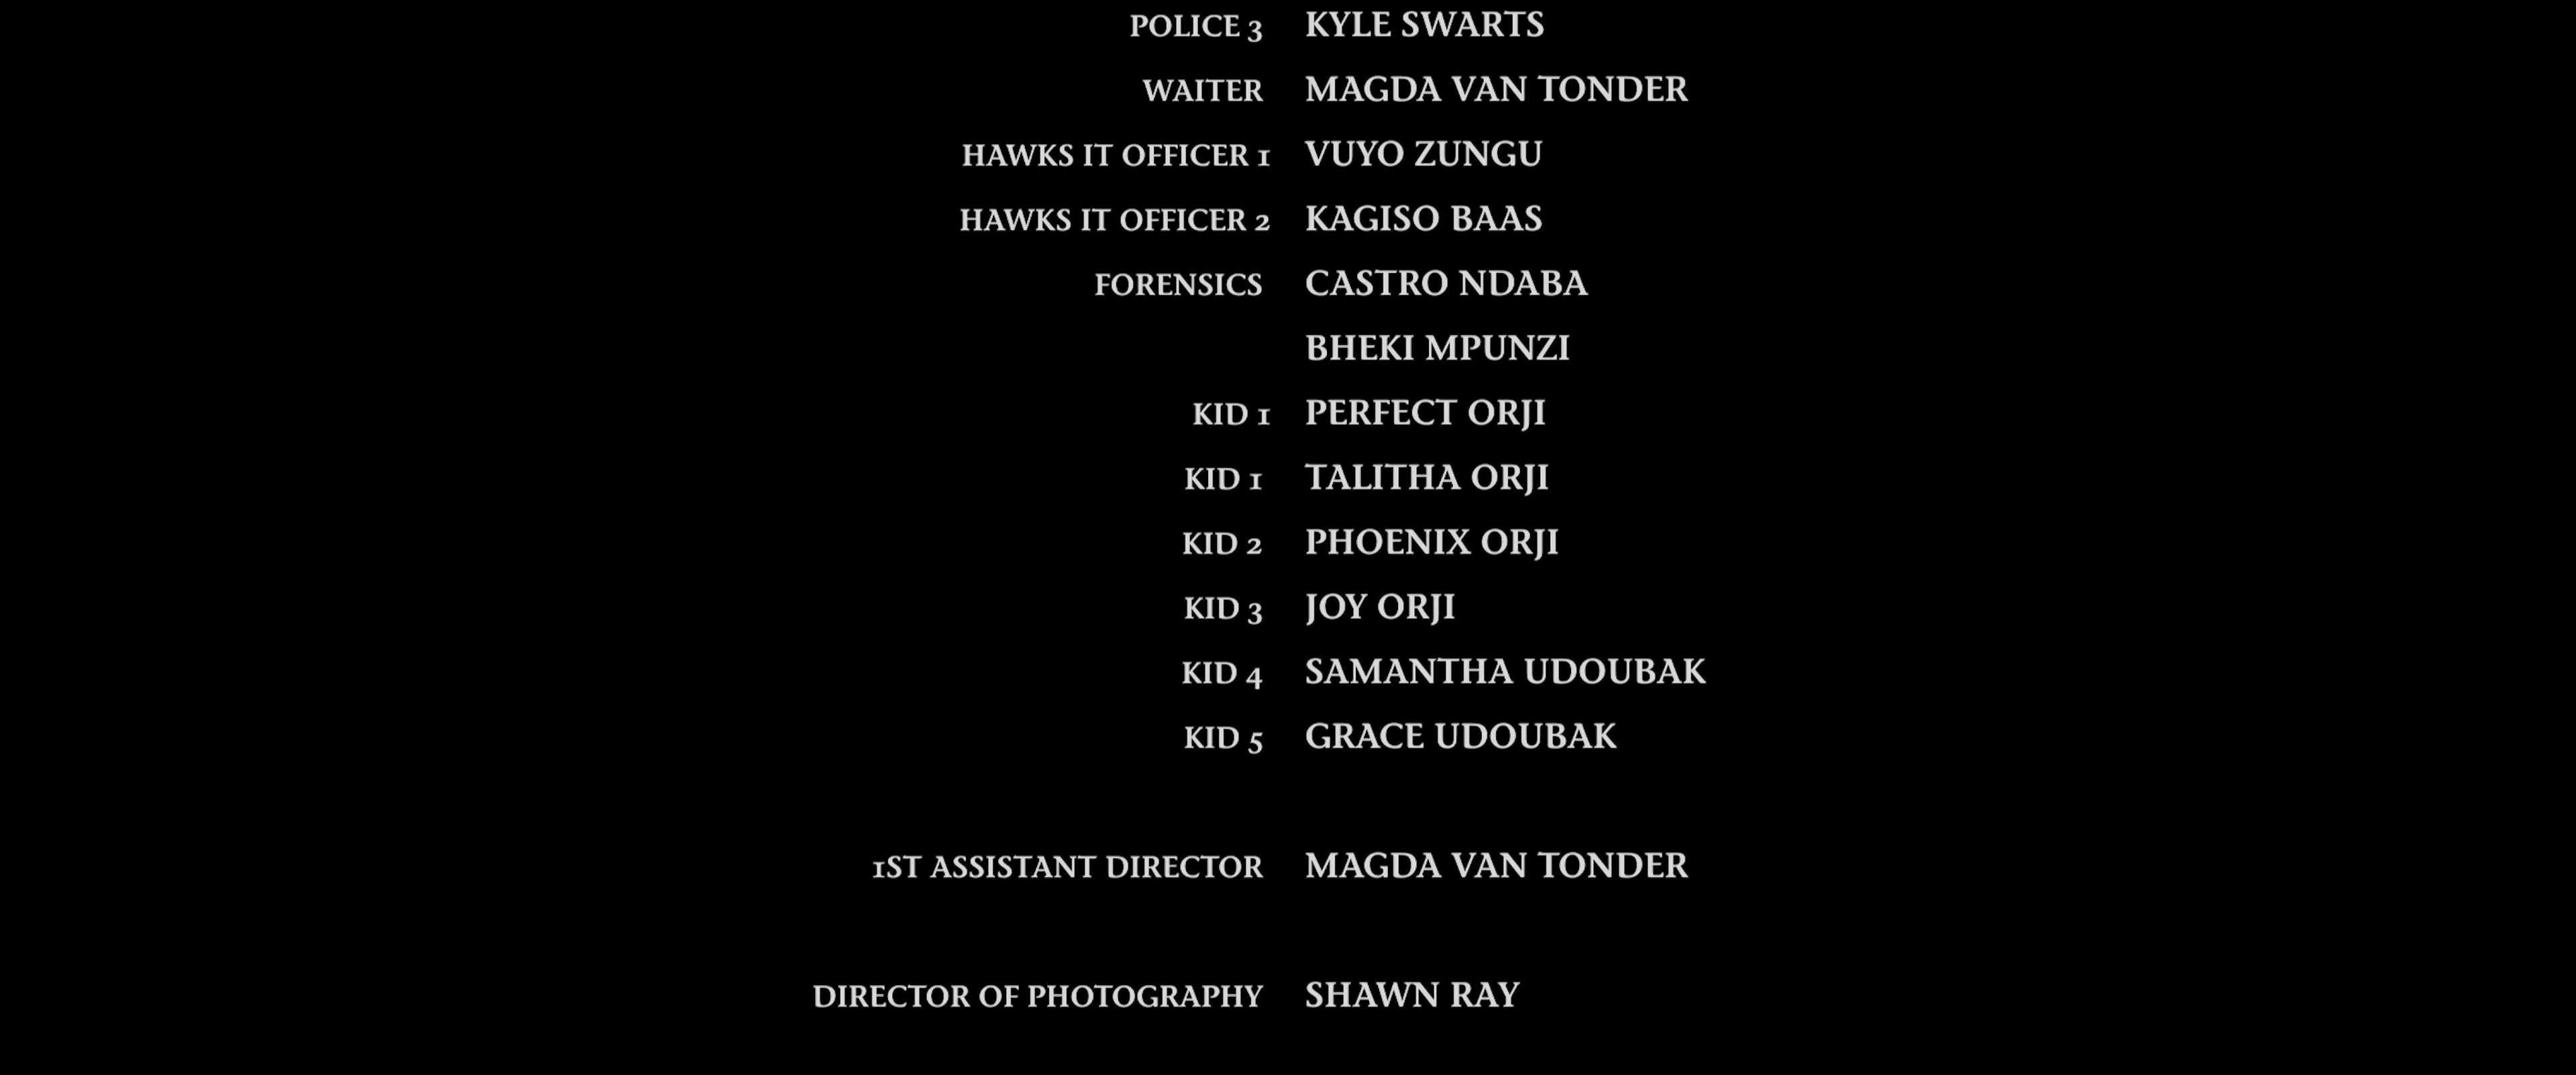 POLICE 3 KYLE SWARTS
WAITER MAGDA VAN TONDER
HAWKS IT OFFICER 1 VUYO ZUNGU
HAWKS IT OFFICER 2 KAGISO BAAS
FORENSICS CASTRO NDABA
BHEKI MPUNZI
KID 1 PERFECT ORJI
KID 1 TALITHA ORJI
KID 2 PHOENIX ORJI
KID 3 JOY ORJI
KID 4 SAMANTHA UDOUBAK
KID 5 GRACE UDOUBAK
1ST ASSISTANT DIRECTOR MAGDA VAN TONDER
DIRECTOR OF PHOTOGRAPHY SHAWN RAY